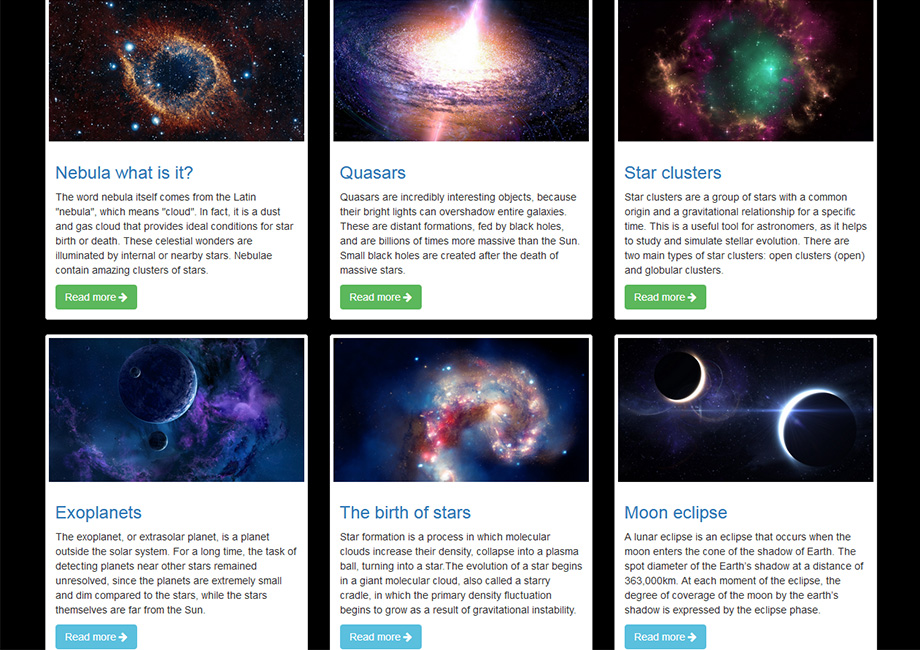 Nebula what is it?
The word nebula itself comes from the Latin
"nebula", which means "cloud". In fact, it is a dust
and gas cloud that provides ideal conditions for star
birth or death. These celestial wonders are
illuminated by internal or nearby stars. Nebulae
contain amazing clusters of stars.
Read more
Quasars
Quasars are incredibly interesting objects, because
their bright lights can overshadow entire galaxies.
These are distant formations, fed by black holes,
and are billions of times more massive than the Sun.
Small black holes are created after the death of
massive stars.
Read more
Star clusters
Star clusters are a group of stars with a common
origin and a gravitational relationship for a specific
time. This is a useful tool for astronomers, as it helps
to study and simulate stellar evolution. There are
two main types of star clusters: open clusters (open)
and globular clusters.
Read more
Exoplanets
The exoplanet, or extrasolar planet, is a planet
outside the solar system. For a long time, the task of
detecting planets near other stars remained
unresolved, since the planets are extremely small
and dim compared to the stars, while the stars
themselves are far from the Sun.
Read more
The birth of stars
Star formation is a process in which molecular
clouds increase their density, collapse into a plasma
ball, turning into a star.The evolution of a star begins
in a giant molecular cloud, also called a starry
cradle, in which the primary density fluctuation
begins to grow as a result of gravitational instability.
Read more
Moon eclipse
A lunar eclipse is an eclipse that occurs when the
moon enters the cone of the shadow of Earth. The
spot diameter of the Earth's shadow at a distance of
363,000km. At each moment of the eclipse, the
degree of coverage of the moon by the earth's
shadow is expressed by the eclipse phase.
Read more